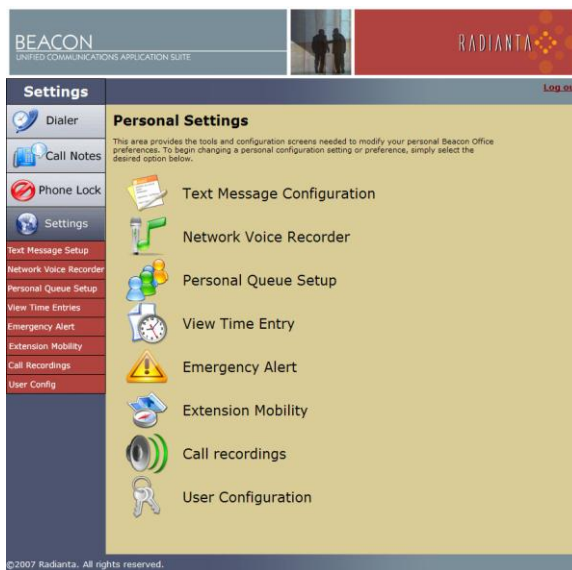 BEACON
UNIFIED COMMUNICATIONS APPLICATION SUITE
RADIANTA
Settings
Log
Dialer
Call Notes
Phone Lock
Settings
Text Message Setup
Network Voice Recorder
Personal Queue Setup
View Time Entries
Emergency Alert
Extension Mobility
Call Recordings
User Config
Personal Settings
This area provides the tools and configuration screens needed to modify your personal Beacon Office
preferences. To begin changing a personal configuration setting or preference, simply select the
desired option below.
Text Message Configuration
Network Voice Recorder
Personal Queue Setup
View Time Entry
Emergency Alert
Extension Mobility
Call recordings
User Configuration
©2007 Radianta. All rights reserved.